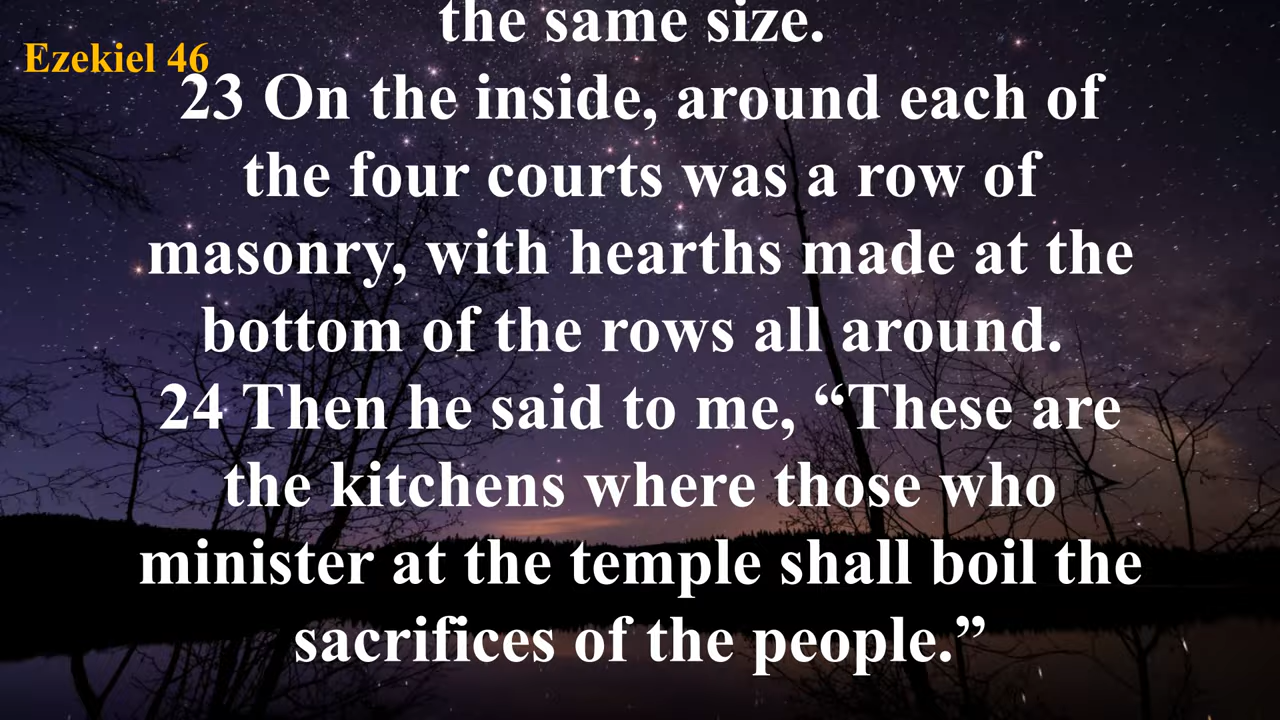 the same size.
Ezekiel 46
23 On the inside, around each of
the four courts was a row of
masonry, with hearths made at the
bottom of the rows all around.
24 Then he said to me, “These are
the kitchens where those who
minister at the temple shall boil the
sacrifices of the people.”